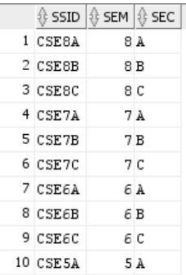 SSID SEM SEC
1 CSE8A 8 A
2 CSE8B 8 B
3 CSE8C 8 C
4 CSE7A 7 A
5 CSE7B 7 B
6 CSE7C 7 C
7 CSE6A 6 A
8 CSE6B 6 B
9 CSE6C 6 C
10 CSE5A 5 A